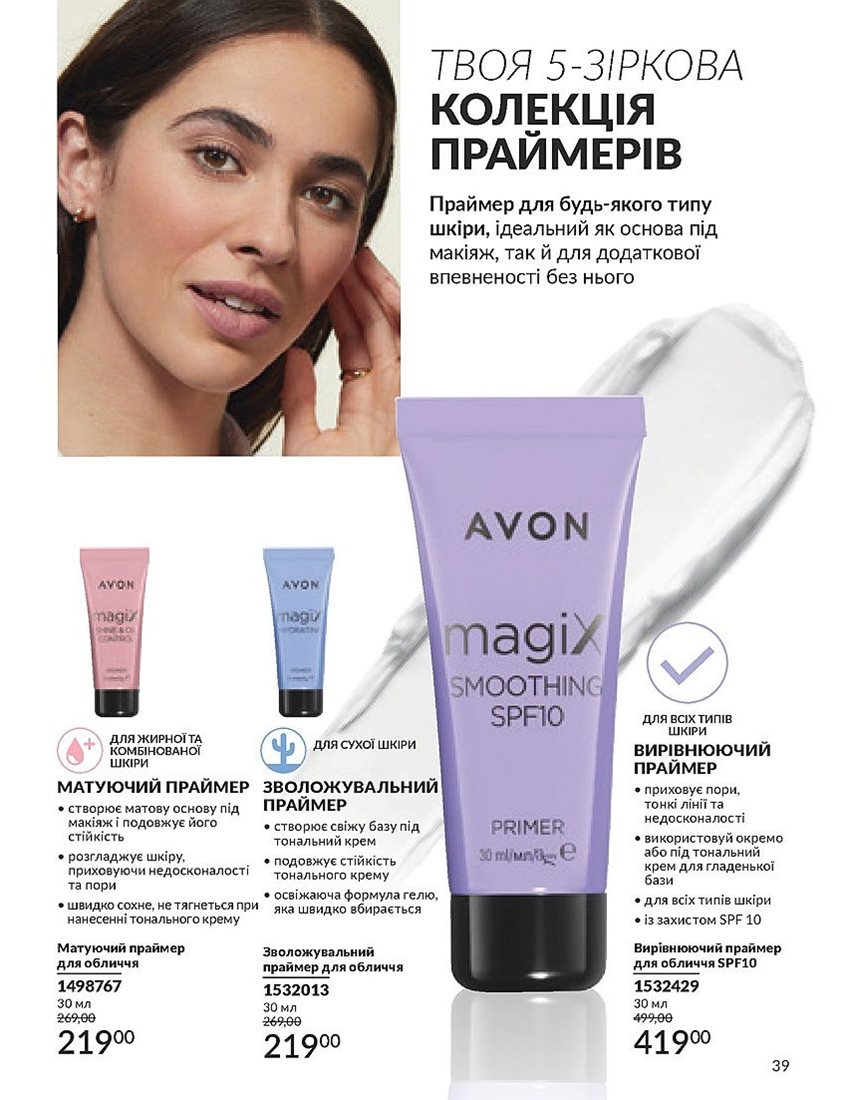 ТВОЯ 5-ЗІРКОВА
КОЛЕКЦІЯ
ПРАЙМЕРІВ
Праймер для будь-якого типу
шкіри, ідеальний як основа під
макіяж, так й для додаткової
впевненості без нього
AVON
magiX
SHINE & OIL
CONTROL
AVON
magiX
HYDRATING
AVON
magiX
SMOOTHING
SPF10
PRIMER
30 ml/мл/
ДЛЯ ЖИРНОЇ ТА
КОМБІНОВАНОЇ
ШКІРИ
МАТУЮЧИЙ ПРАЙМЕР
• створює матову основу під
макіяж і подовжує його
стійкість
• розгладжує шкіру,
приховуючи недосконалості
та пори
• швидко сохне, не тягнеться при
нанесенні тонального крему
Матуючий праймер
для обличчя
1498767
30 мл
269,00
219⁰⁰
ДЛЯ СУХОЇ ШКІРИ
ЗВОЛОЖУВАЛЬНИЙ
ПРАЙМЕР
• створює свіжу базу під
тональний крем
• подовжує стійкість
тонального крему
• освіжаюча формула гелю,
яка швидко вбирається
Зволожувальний
праймер для обличчя
1532013
30 мл
269,00
219⁰⁰
ДЛЯ ВСІХ ТИПІВ
ШКІРИ
ВИРІВНЮЮЧИЙ
ПРАЙМЕР
• приховує пори,
тонкі лінії та
недосконалості
• використовуй окремо
або під тональний
крем для гладенької
бази
• для всіх типів шкіри
• із захистом SPF 10
Вирівнюючий праймер
для обличчя SPF10
1532429
30 мл
499,00
419⁰⁰
39